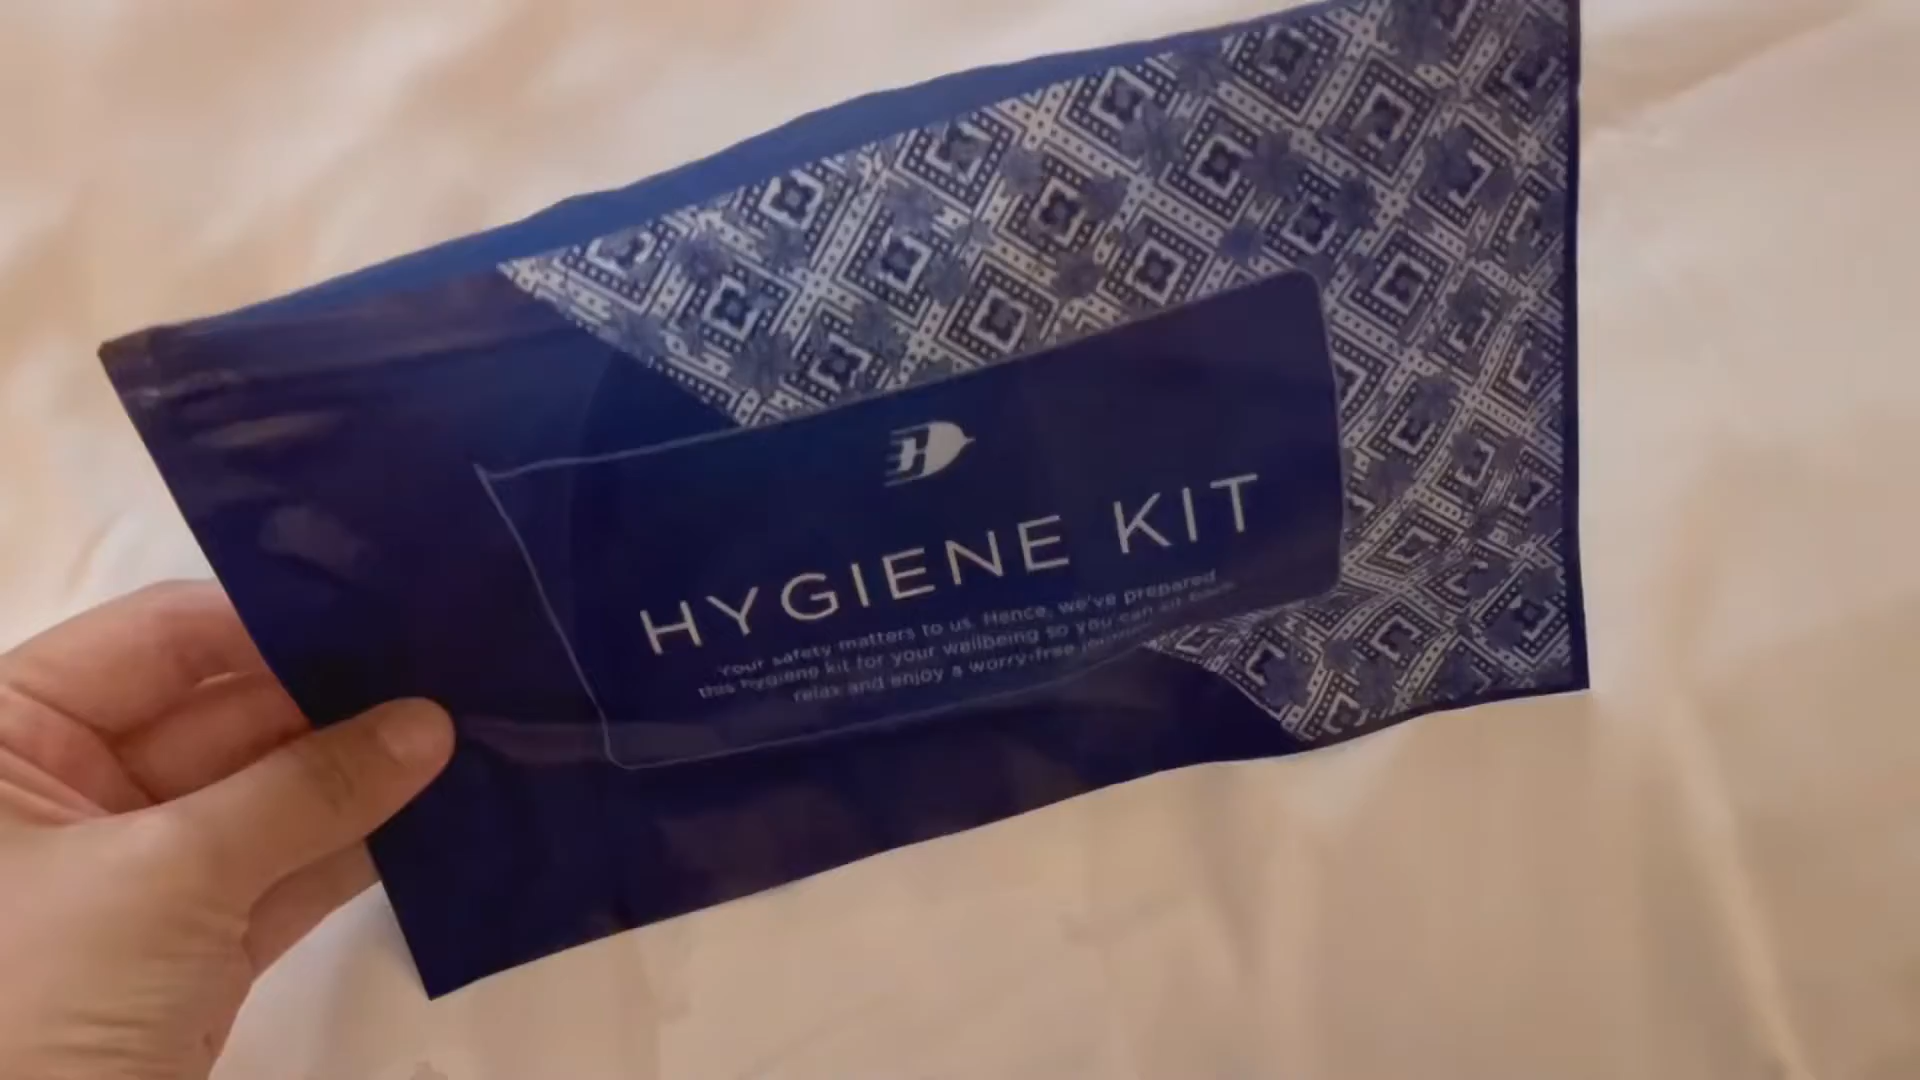 HYGIENE KIT
Your safety matters to us. Hence, we've prepared
this hygiene kit for your wellbeing so you can sit back
relax and enjoy a worry-free journey